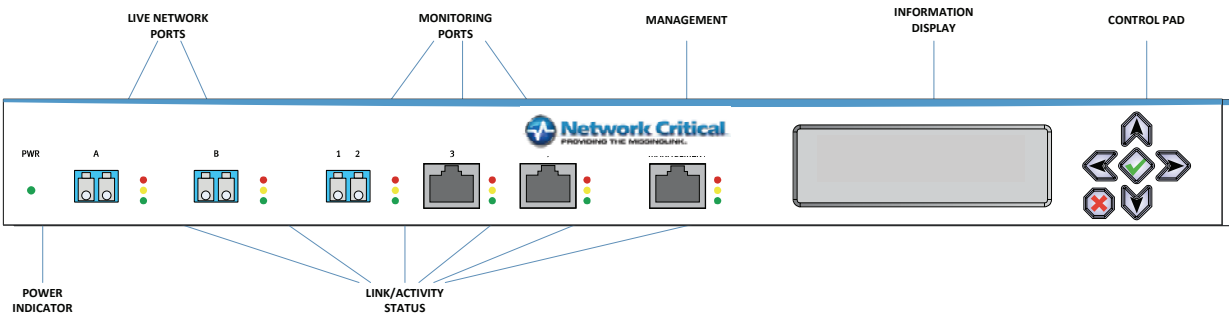 LIVE NETWORK
PORTS
MONITORING
PORTS
MANAGEMENT
INFORMATION
DISPLAY
CONTROL PAD
Network Critical
PROVIDING THE MISSINGLINK.
PWR
A
B
1 2
3
POWER
INDICATOR
LINK/ACTIVITY
STATUS